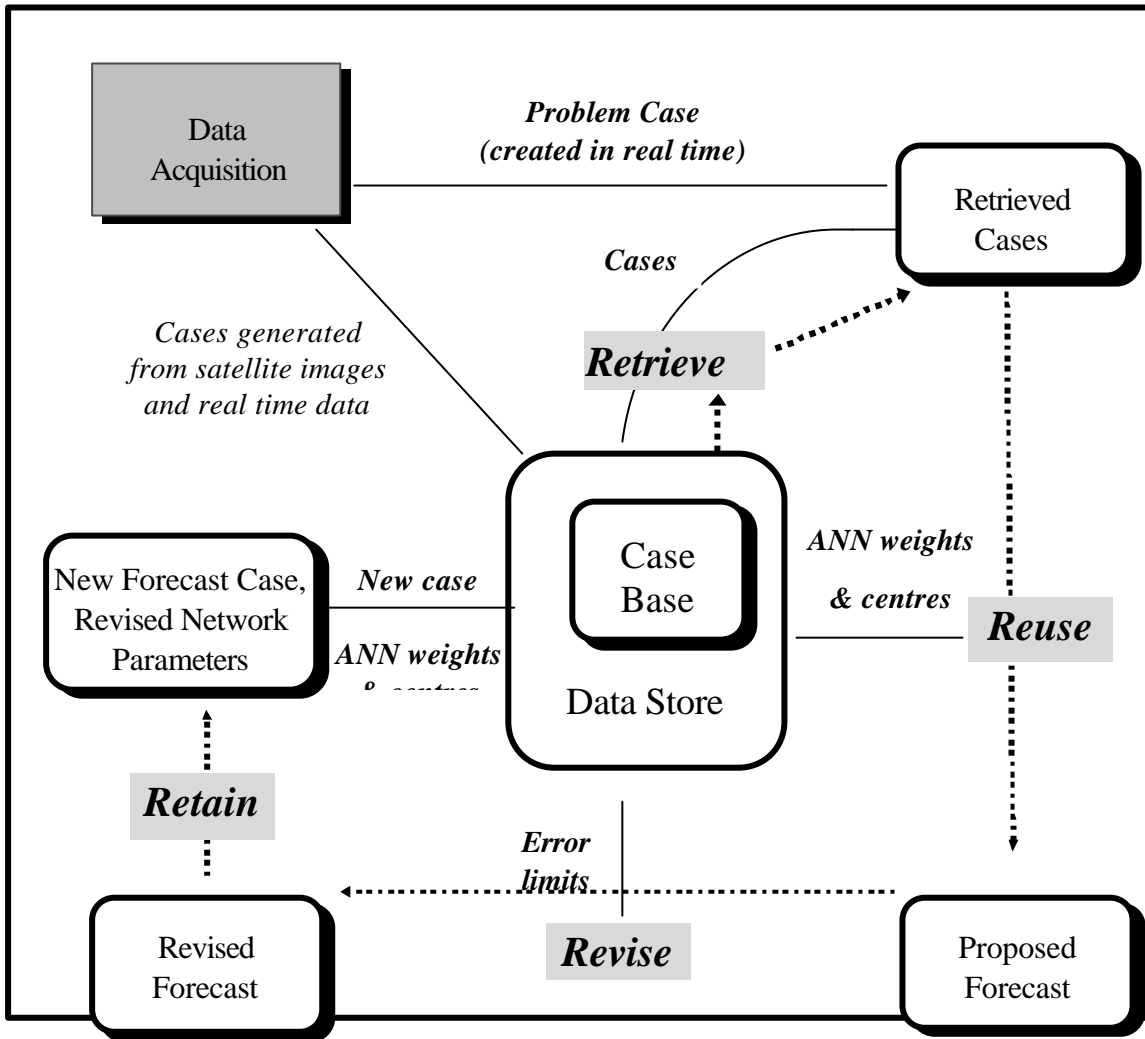 Data
Acquisition
Problem Case
(created in real time)
Retrieved
Cases
Cases
Cases generated
from satellite images
and real time data
Retrieve
Case
Base
Data Store
ANN weights
& centres
Reuse
New Forecast Case,
Revised Network
Parameters
New case
ANN weights
& centres
Retain
Error
limits
Revise
Revised
Forecast
Proposed
Forecast